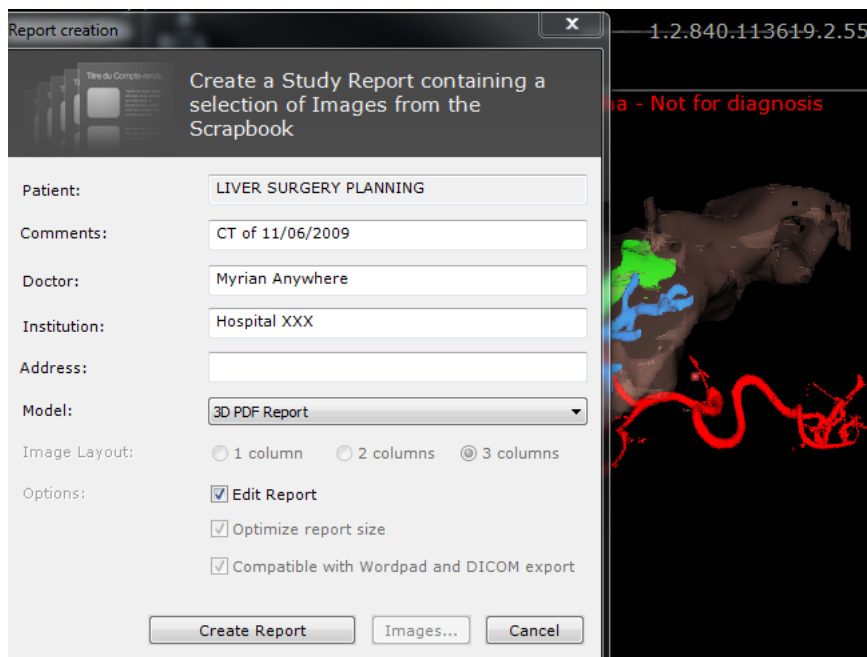 Report creation
x
1.2.840.113619.2.55
Titre du Compte-rendu
Create a Study Report containing a
selection of Images from the
Scrapbook
- Not for diagnosis
Patient:
LIVER SURGERY PLANNING
Comments:
CT of 11/06/2009
Doctor:
Myrian Anywhere
Institution:
Hospital XXX
Address:
Model:
3D PDF Report
Image Layout:
1 column
2 columns
3 columns
Options:
Edit Report
Optimize report size
Compatible with Wordpad and DICOM export
Create Report
Images...
Cancel